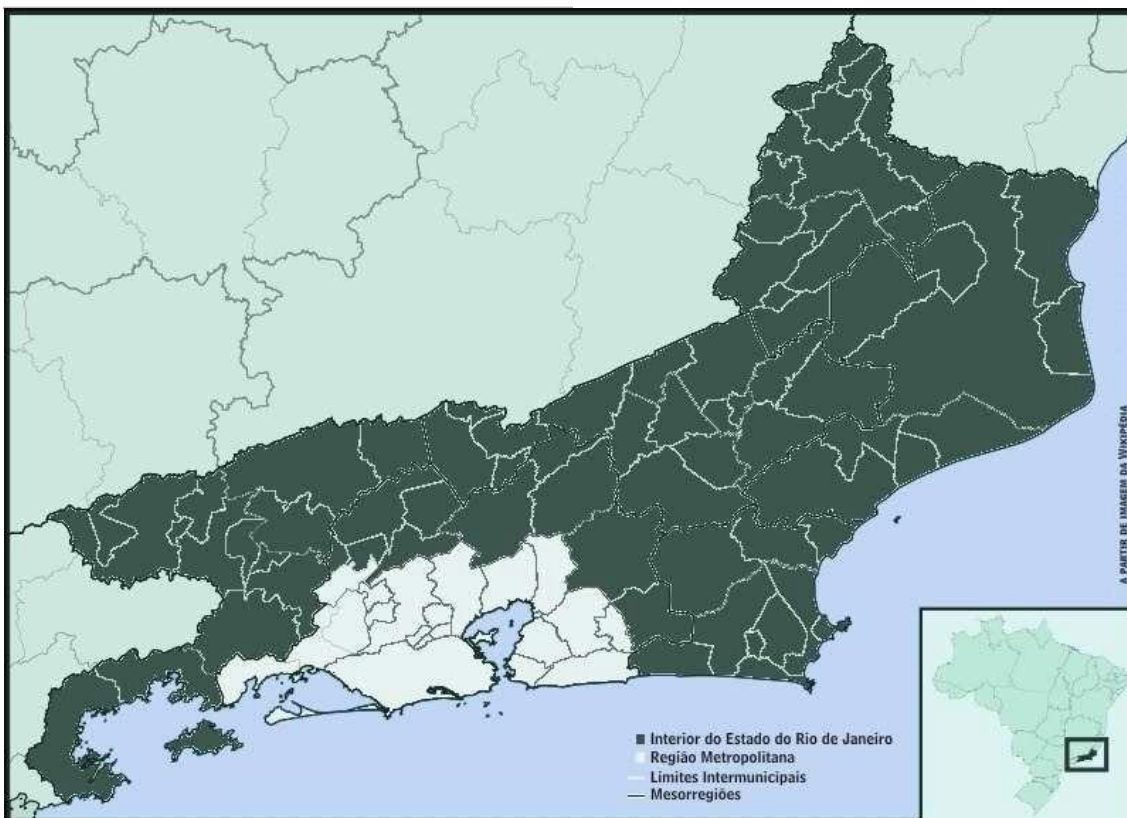 Interior do Estado do Rio de Janeiro
Região Metropolitana
Limites Intermunicipais
Mesorregiões
A PARTIR DE IMAGEM DA WIKIPÉDIA